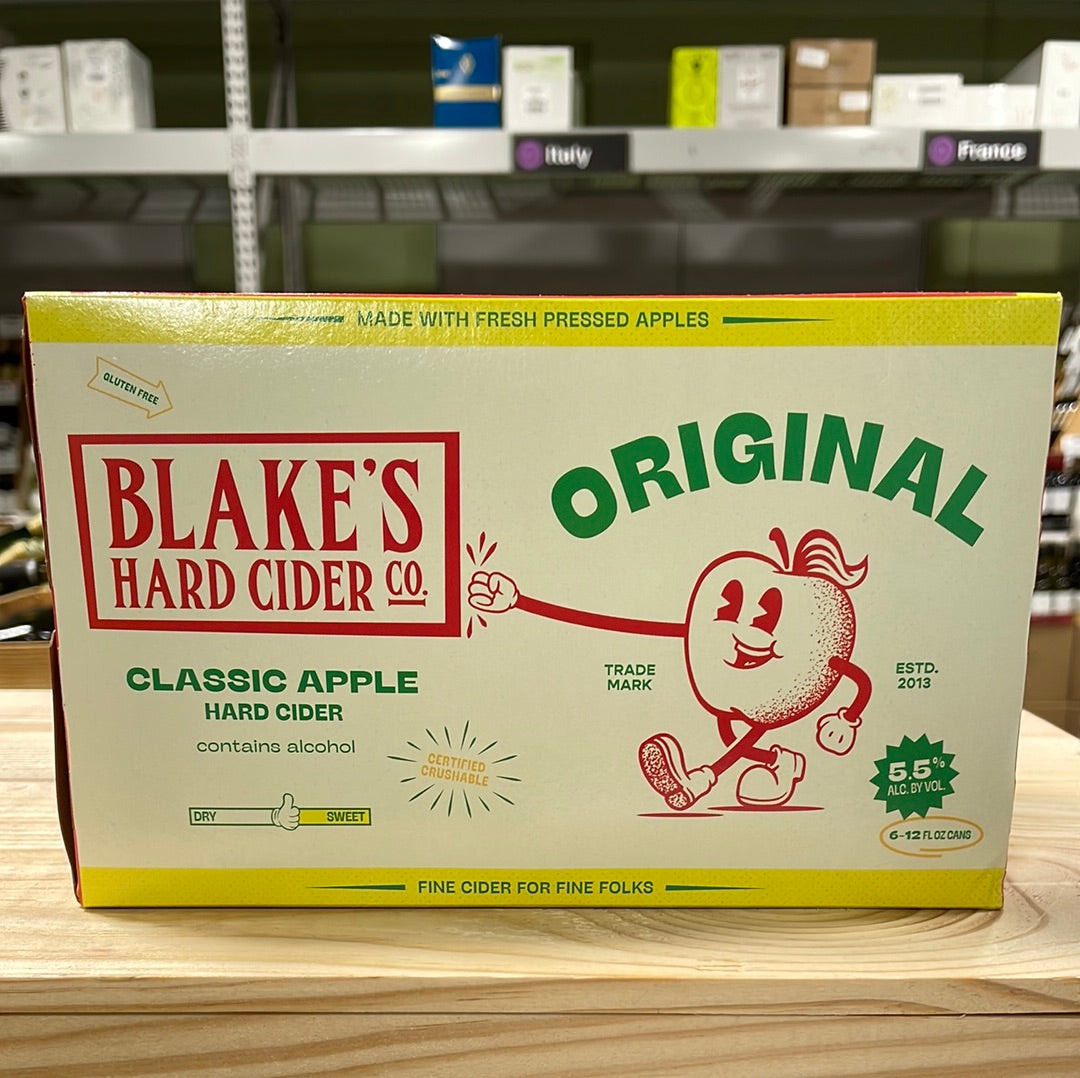 Italy
France
MADE WITH FRESH PRESSED APPLES
GLUTEN FREE
BLAKE'S
HARD CIDER CO.
ORIGINAL
CLASSIC APPLE
HARD CIDER
contains alcohol
TRADE
MARK
ESTD.
2013
CERTIFIED
CRUSHABLE
DRY
SWEET
5.5%
ALC. BY VOL.
6-12 FL OZ CANS
FINE CIDER FOR FINE FOLKS